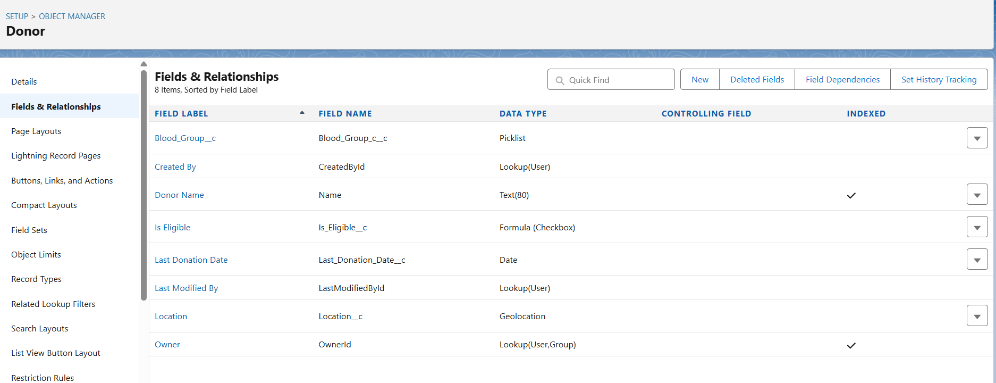 SETUP > OBJECT MANAGER
Donor
Details
Fields & Relationships
Page Layouts
Lightning Record Pages
Buttons, Links, and Actions
Compact Layouts
Field Sets
Object Limits
Record Types
Related Lookup Filters
Search Layouts
List View Button Layout
Restriction Rules
Fields & Relationships
8 Items, Sorted by Field Label
Quick Find
New Deleted Fields Field Dependencies Set History Tracking
FIELD LABEL FIELD NAME DATA TYPE CONTROLLING FIELD INDEXED
Blood_Group__c Blood_Group_c__c Picklist
Created By CreatedById Lookup(User)
Donor Name Name Text(80)
Is Eligible Is_Eligible__c Formula (Checkbox)
Last Donation Date Last_Donation_Date__c Date
Last Modified By LastModifiedById Lookup(User)
Location Location__c Geolocation
Owner OwnerId Lookup(User,Group)